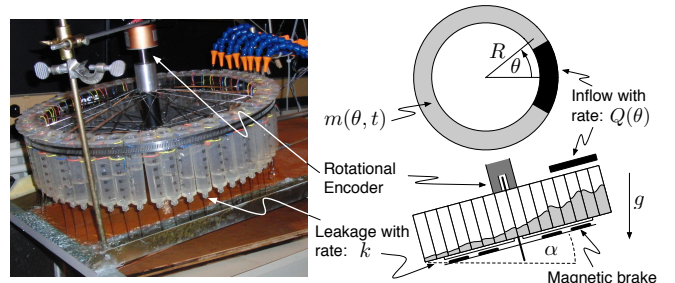 R
θ
m(θ, t)
Inflow with
rate: Q(θ)
Rotational
Encoder
g
Leakage with
rate: k
α
Magnetic brake